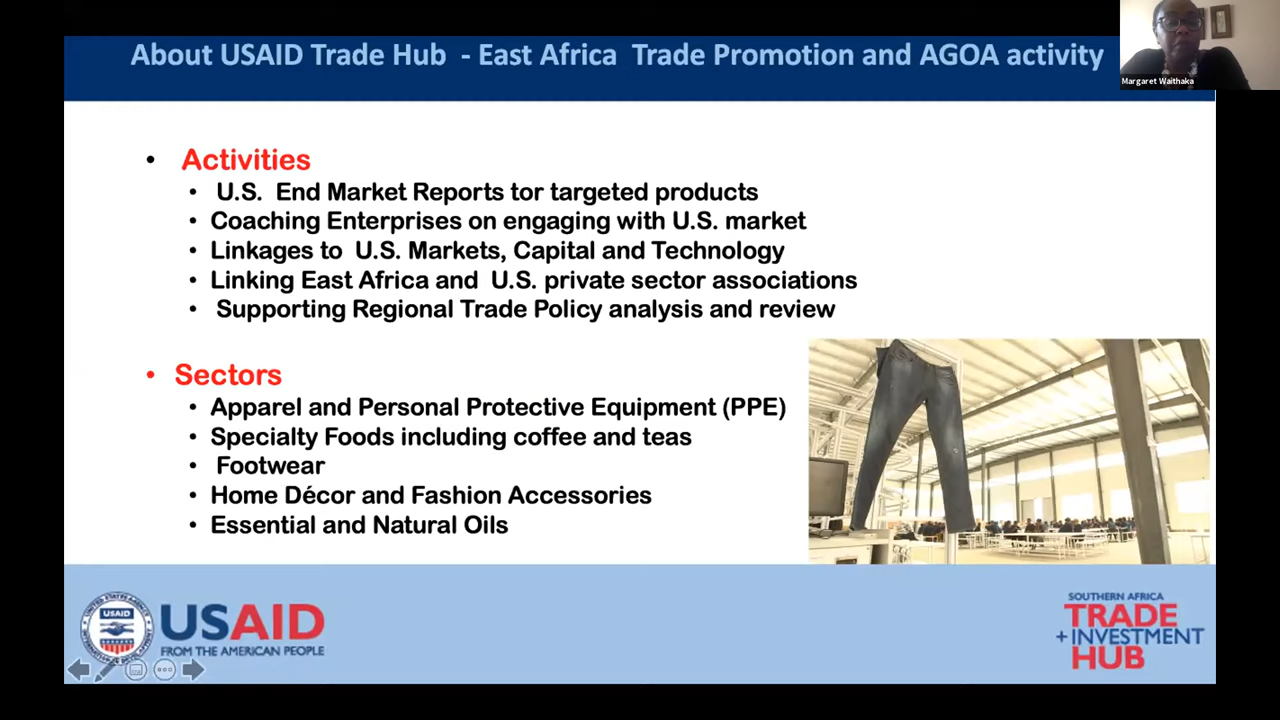 About USAID Trade Hub - East Africa Trade Promotion and AGOA activity
Margaret Waithaka
• Activities
• U.S. End Market Reports tor targeted products
• Coaching Enterprises on engaging with U.S. market
• Linkages to U.S. Markets, Capital and Technology
• Linking East Africa and U.S. private sector associations
• Supporting Regional Trade Policy analysis and review
• Sectors
• Apparel and Personal Protective Equipment (PPE)
• Specialty Foods including coffee and teas
• Footwear
• Home Décor and Fashion Accessories
• Essential and Natural Oils
USAID
USAID
FROM THE AMERICAN PEOPLE
UNITED STATES AGENCY
SOUTHERN AFRICA
TRADE
+INVESTMENT
HUB